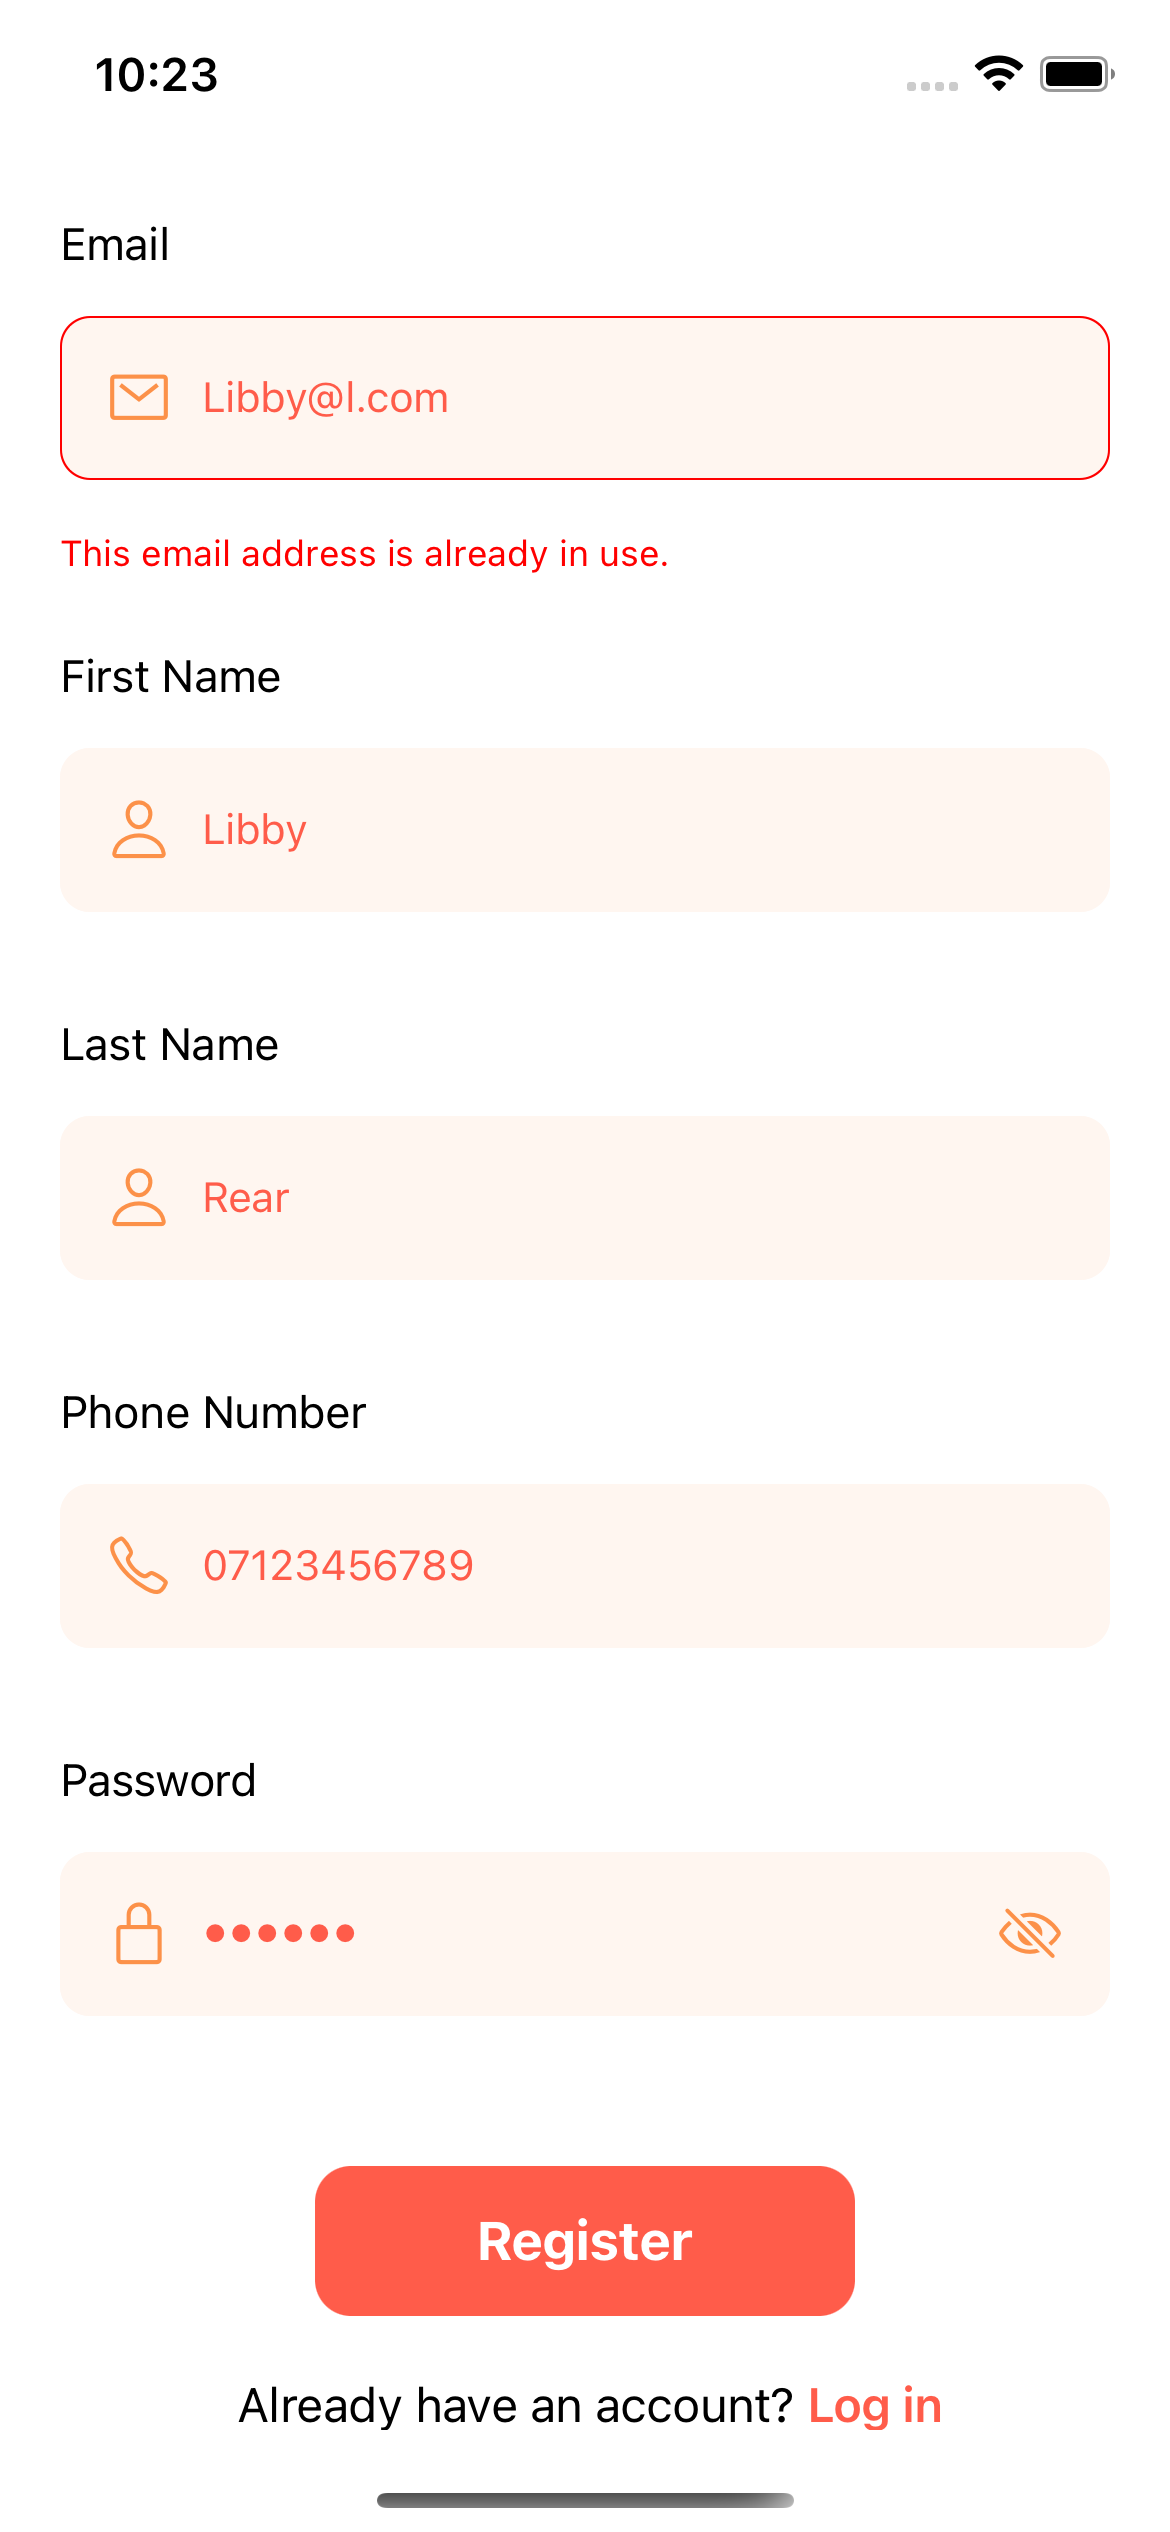 10:23
Email
Libby@l.com
This email address is already in use.
First Name
Libby
Last Name
Rear
Phone Number
07123456789
Password
••••••
Register
Already have an account? Log in